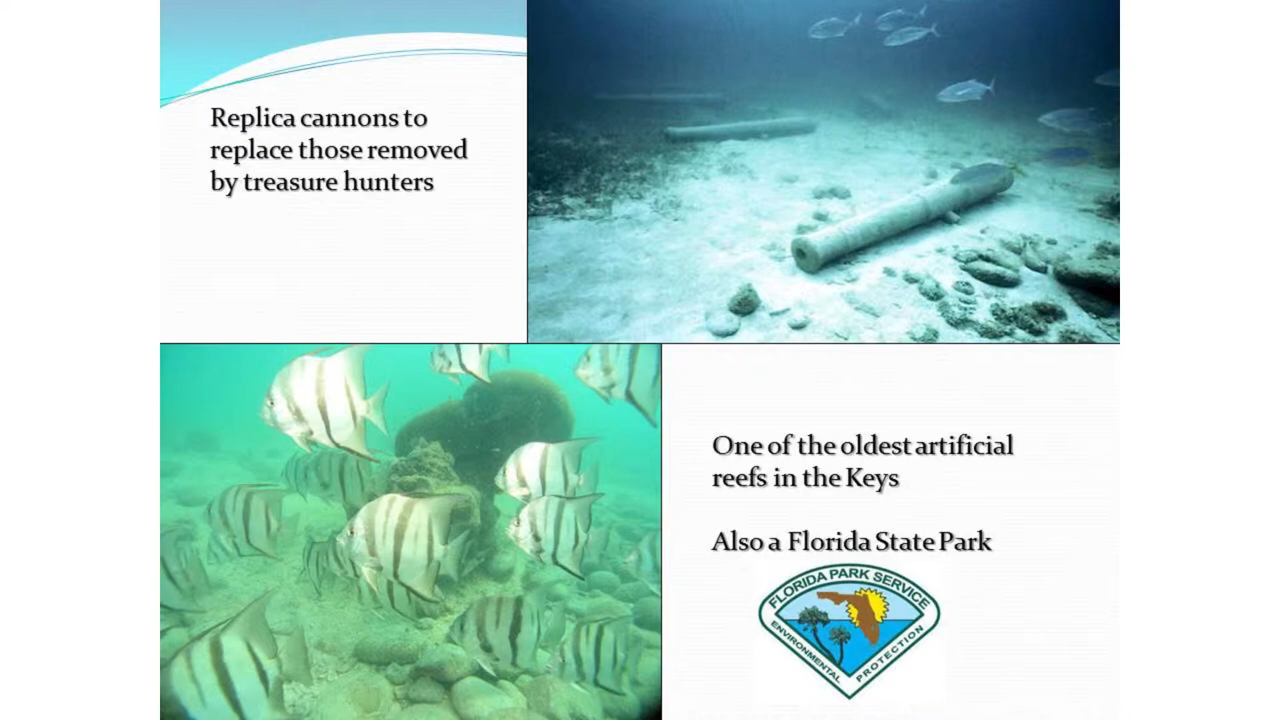 Replica cannons to
replace those removed
by treasure hunters
One of the oldest artificial
reefs in the Keys
Also a Florida State Park
FLORIDA PARK SERVICE
ENVIRONMENTAL PROTECTION